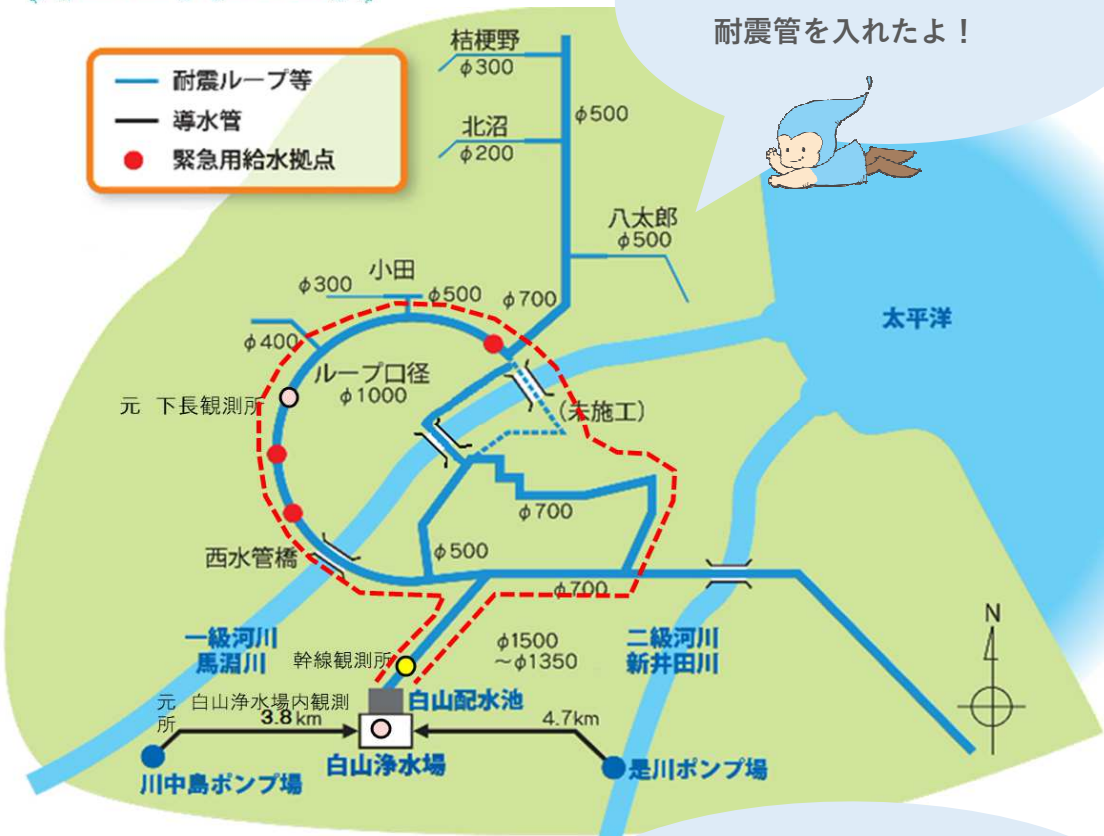 耐震管を入れたよ！
耐震ループ等
導水管
緊急用給水拠点
桔梗野
φ300
φ500
北沼
φ200
八太郎
φ500
小田
φ300
φ500
φ700
太平洋
φ400
ループ口径
φ1000
元 下長観測所
（未施工）
φ700
西水管橋
φ500
φ700
一級河川
馬淵川
幹線観測所
φ1500
～φ1350
二級河川
新井田川
N
元 白山浄水場内観測
所
白山配水池
3.8km
4.7km
白山浄水場
川中島ポンプ場
是川ポンプ場